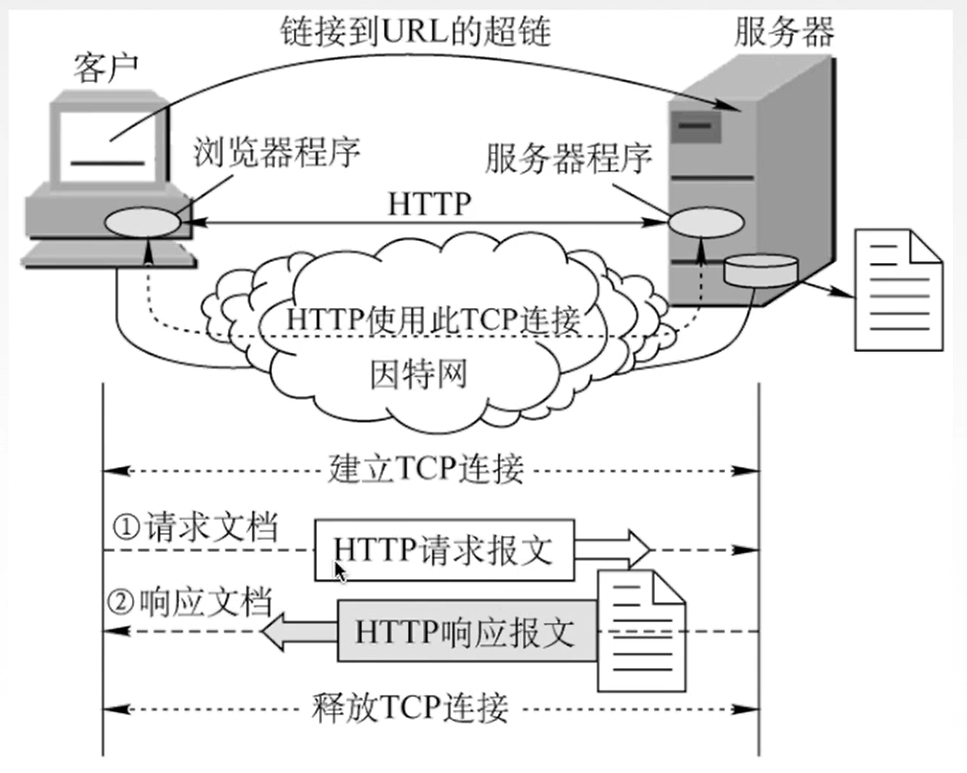 链接到URL的超链
服务器
客户
浏览器程序
服务器程序
HTTP
HTTP使用此TCP连接
因特网
建立TCP连接
①请求文档
HTTP请求报文
②响应文档
HTTP响应报文
释放TCP连接